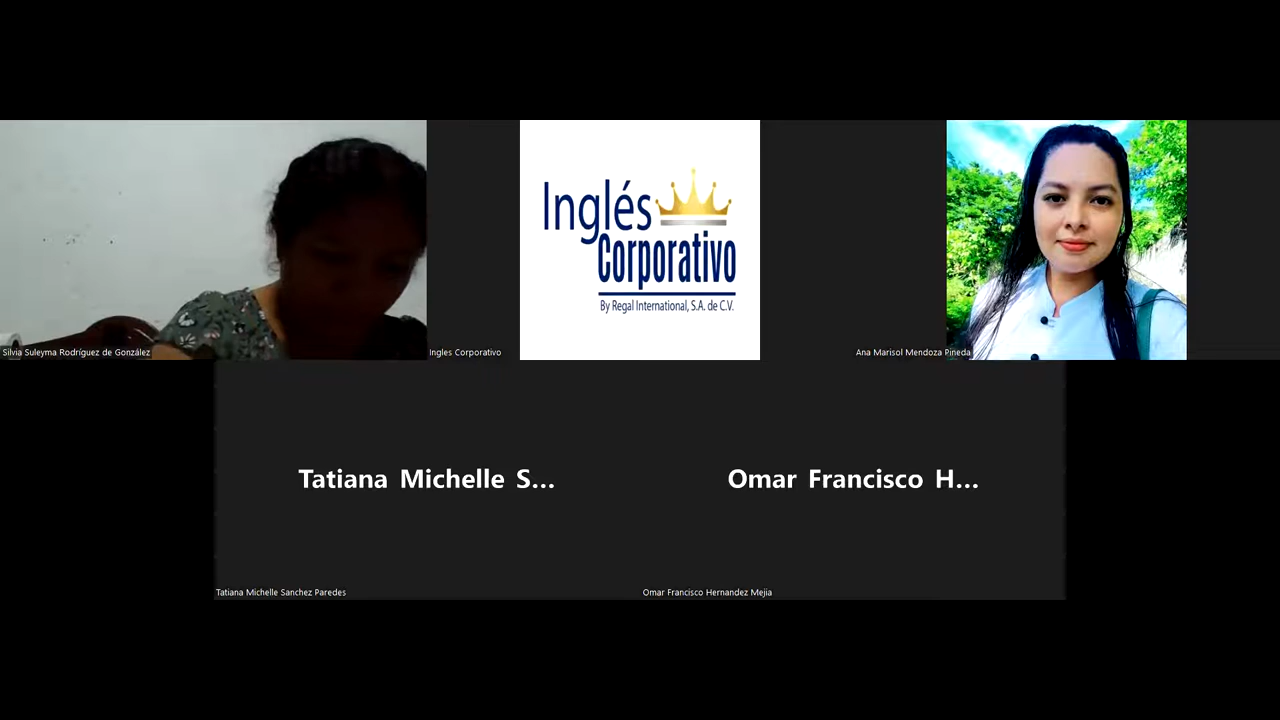 Inglés
Corporativo
By Regal International, S.A. de C.V.
Silvia Suleyma Rodríguez de González
Ingles Corporativo
Ana Marisol Mendoza Pineda
Tatiana Michelle S...
Omar Francisco H...
Tatiana Michelle Sanchez Paredes
Omar Francisco Hernandez Mejia